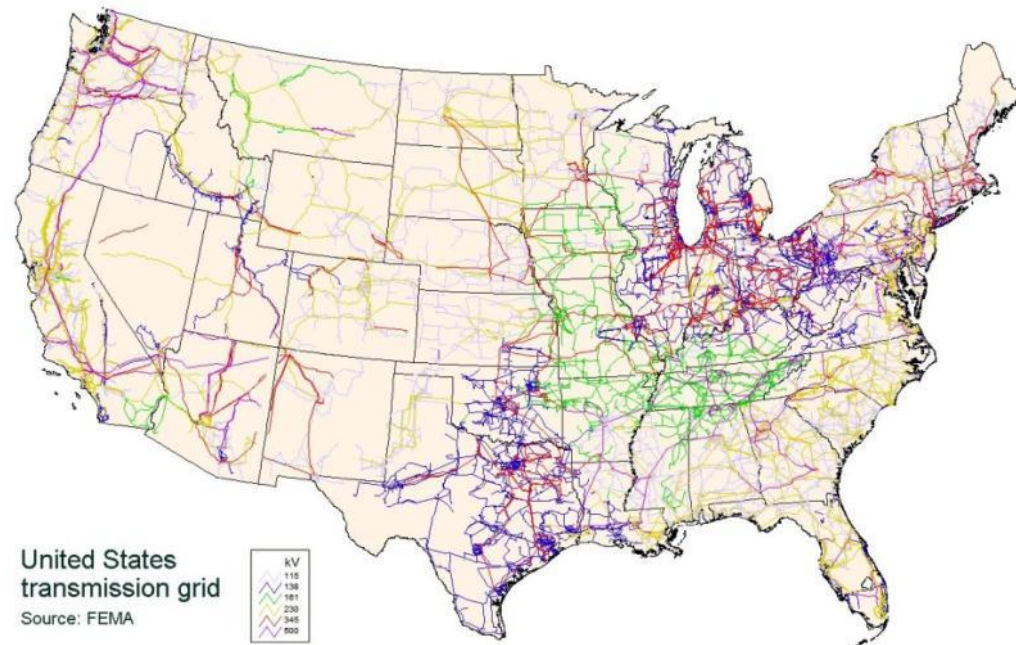 United States
transmission grid
Source: FEMA
kV
115
138
161
230
345
500